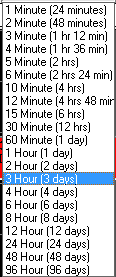 1 Minute (24 minutes)
2 Minute (48 minutes)
3 Minute (1 hr 12 min)
4 Minute (1 hr 36 min)
5 Minute (2 hrs)
6 Minute (2 hrs 24 min)
10 Minute (4 hrs)
12 Minute (4 hrs 48 min
15 Minute (6 hrs)
30 Minute (12 hrs)
60 Minute (1 day)
1 Hour (1 day)
2 Hour (2 days)
3 Hour (3 days)
4 Hour (4 days)
6 Hour (6 days)
8 Hour (8 days)
12 Hour (12 days)
24 Hour (24 days)
48 Hour (48 days)
96 Hour (96 days)